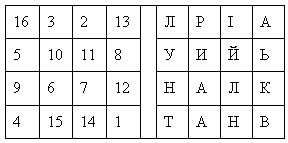 16 3 2 13 Л Р І А
5 10 11 8 У И Й Ь
9 6 7 12 Н А Л К
4 15 14 1 Т А Н В